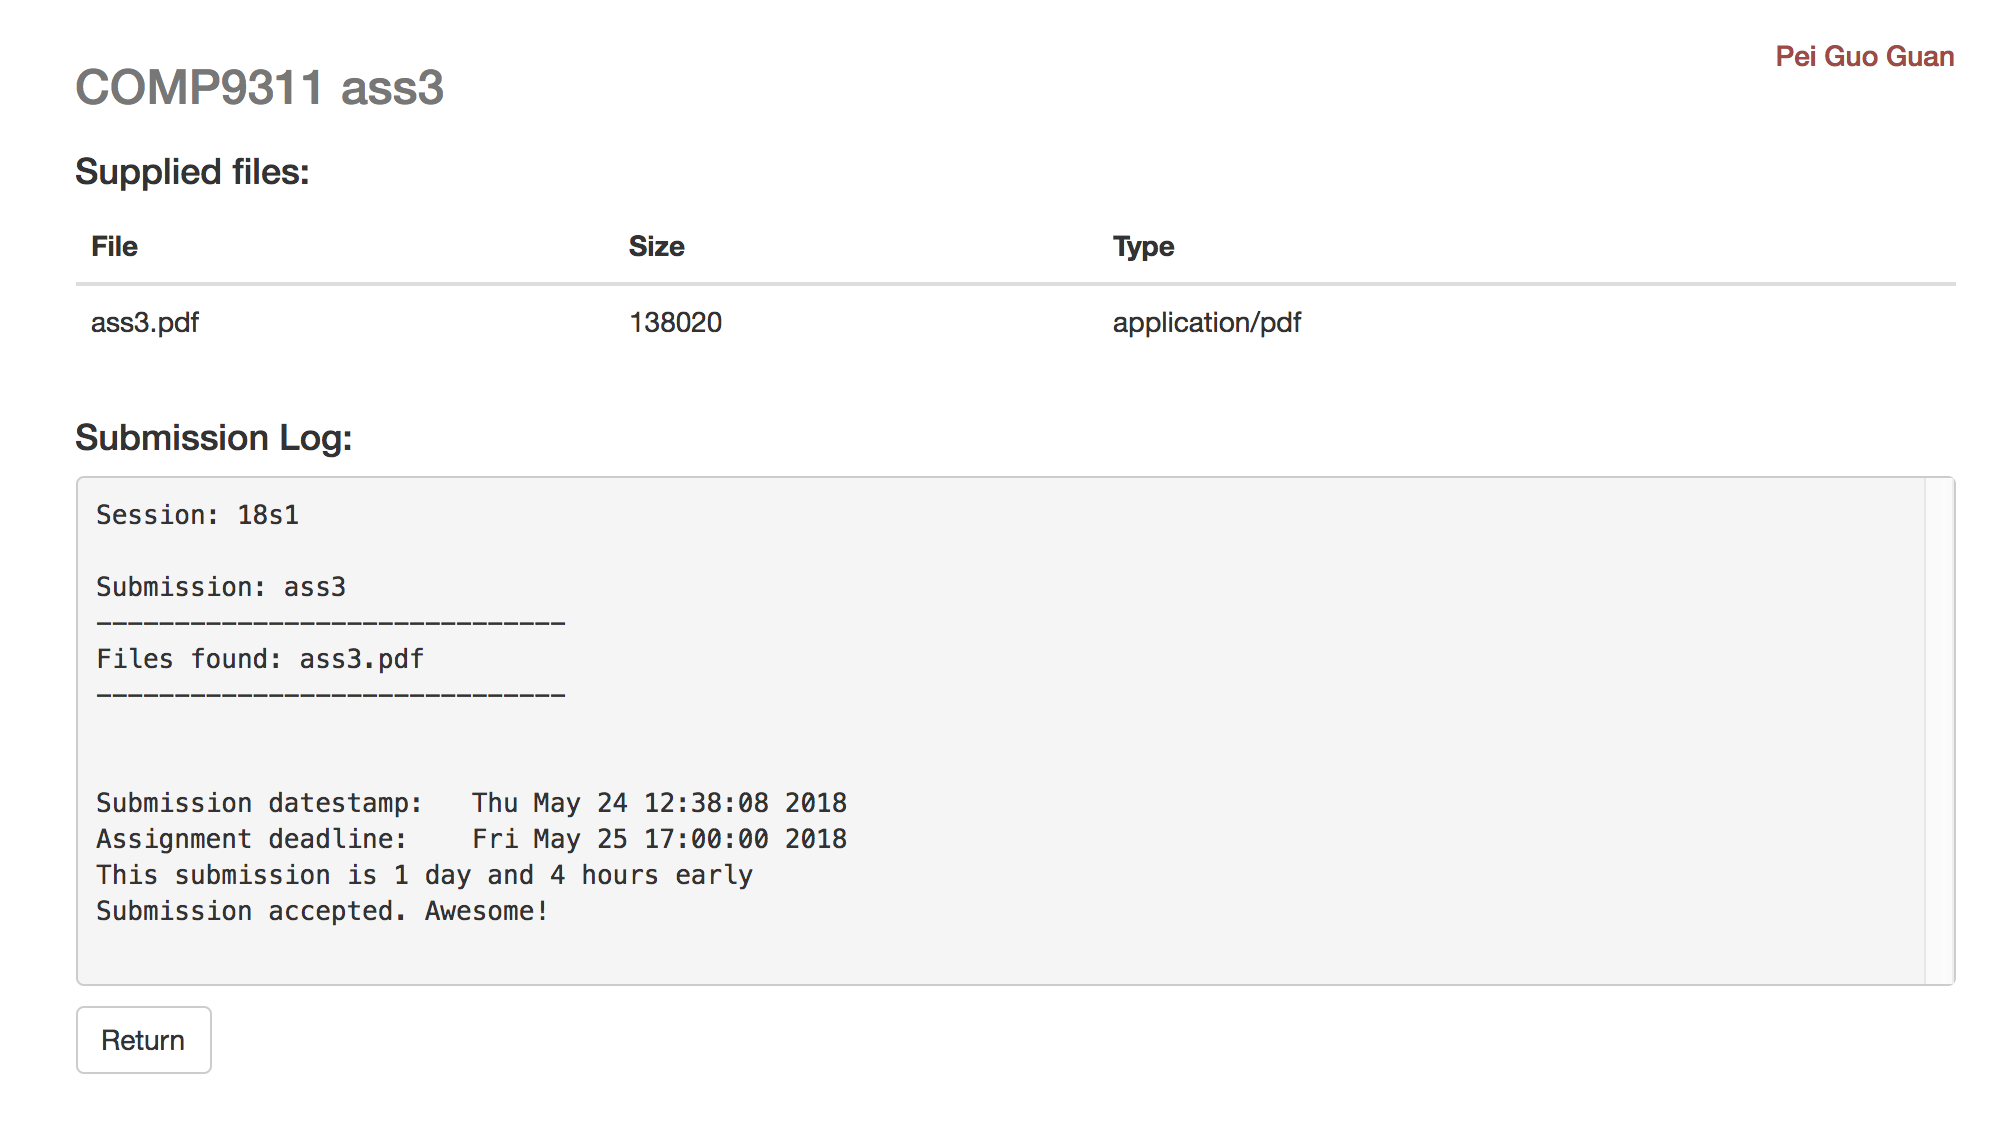 Pei Guo Guan
COMP9311 ass3
Supplied files:
File Size Type
ass3.pdf 138020 application/pdf
Submission Log:
Session: 18s1
Submission: ass3
------------------------------
Files found: ass3.pdf
------------------------------
Submission datestamp:   Thu May 24 12:38:08 2018
Assignment deadline:    Fri May 25 17:00:00 2018
This submission is 1 day and 4 hours early
Submission accepted. Awesome!
Return